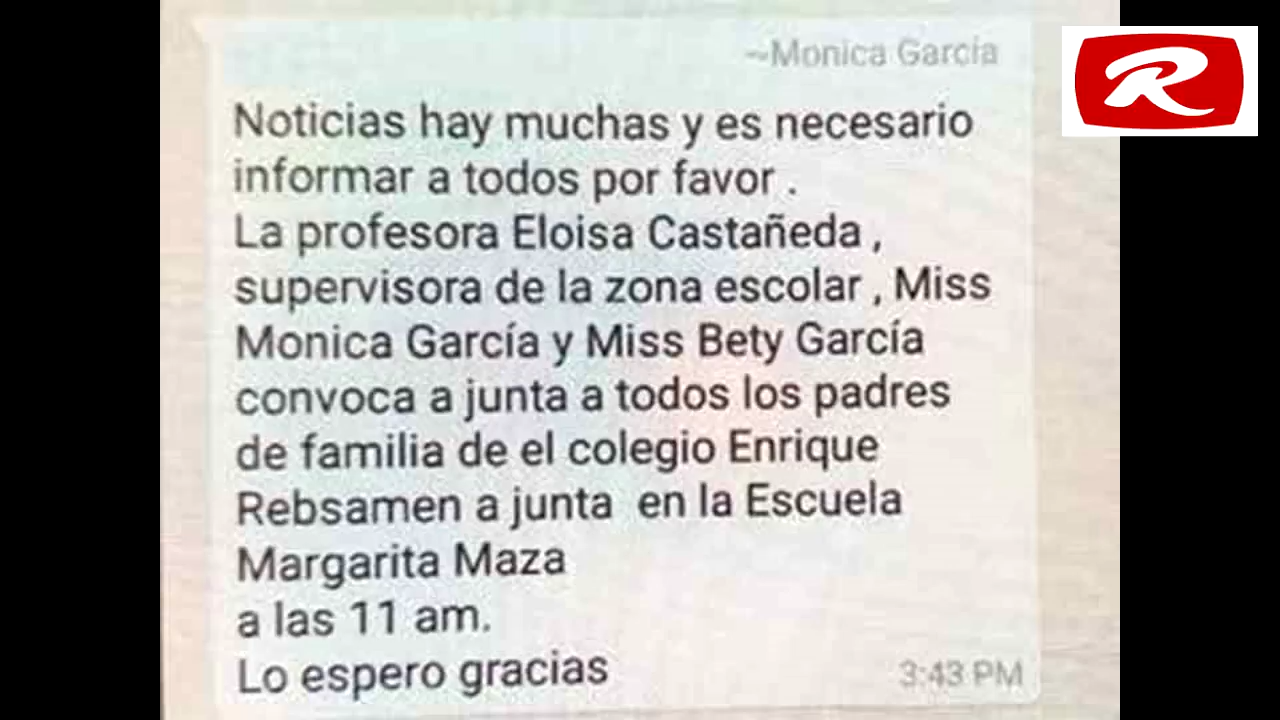 ~Monica García
Noticias hay muchas y es necesario
informar a todos por favor .
La profesora Eloisa Castañeda ,
supervisora de la zona escolar , Miss
Monica García y Miss Bety García
convoca a junta a todos los padres
de familia de el colegio Enrique
Rebsamen a junta  en la Escuela
Margarita Maza
a las 11 am.
Lo espero gracias
3:43 PM
R